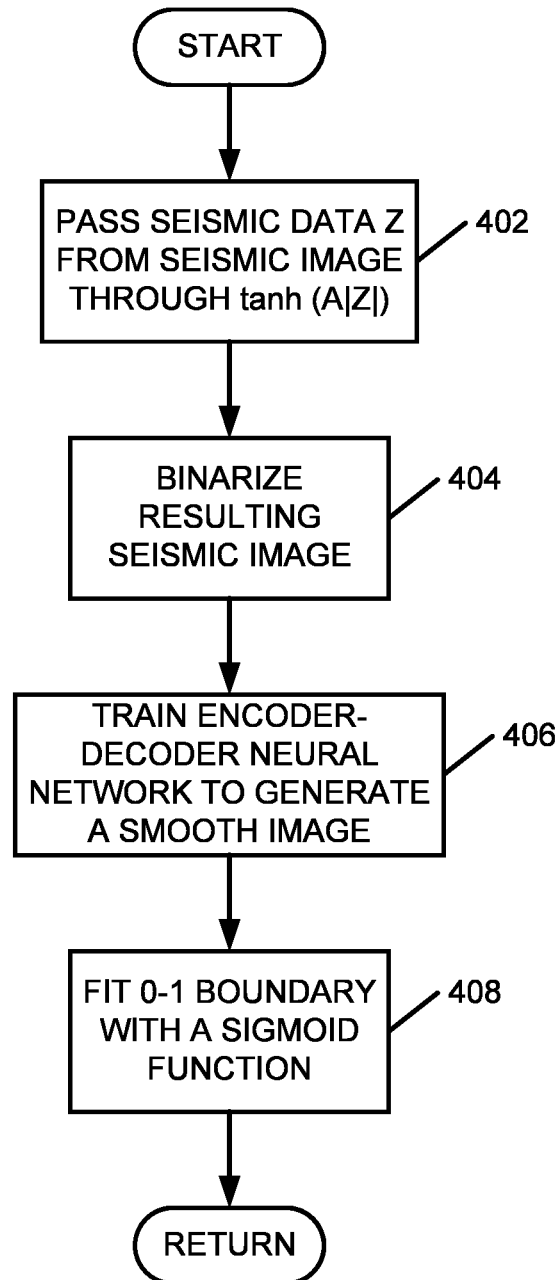 START
PASS SEISMIC DATA Z
FROM SEISMIC IMAGE
THROUGH tanh (A|Z|)
402
BINARIZE
RESULTING
SEISMIC IMAGE
404
TRAIN ENCODER-
DECODER NEURAL
NETWORK TO GENERATE
A SMOOTH IMAGE
406
FIT 0-1 BOUNDARY
WITH A SIGMOID
FUNCTION
408
RETURN